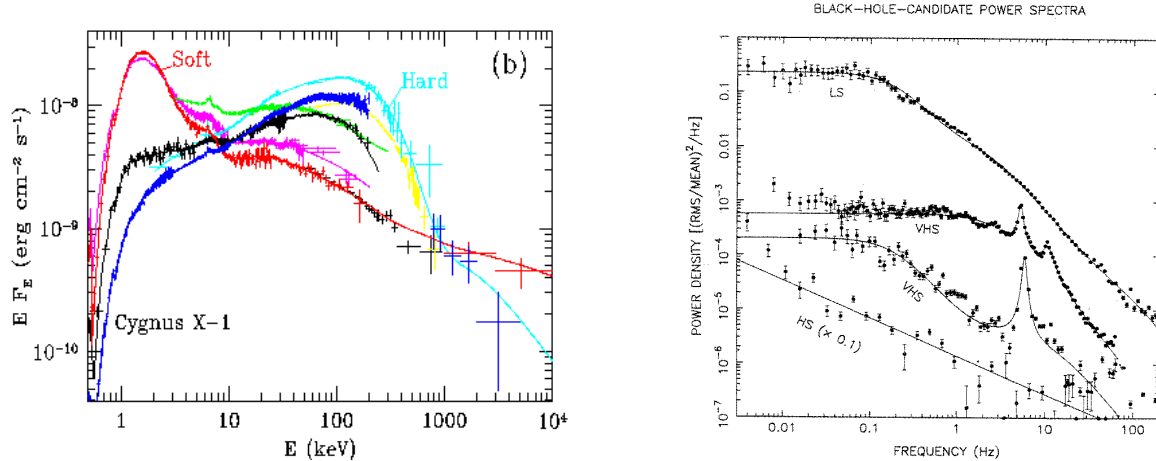 (b)
Soft
Hard
Cygnus X-1
10⁻⁸
10⁻⁹
10⁻¹⁰
E F_E (erg cm⁻² s⁻¹)
1 10 100 1000 10⁴
E (keV)
BLACK-HOLE-CANDIDATE POWER SPECTRA
1
0.1
0.01
10⁻³
10⁻⁴
10⁻⁵
10⁻⁶
10⁻⁷
POWER DENSITY [(RMS/MEAN)²/Hz]
LS
VHS
VHS
HS (× 0.1)
0.01 0.1 1 10 100
FREQUENCY (Hz)